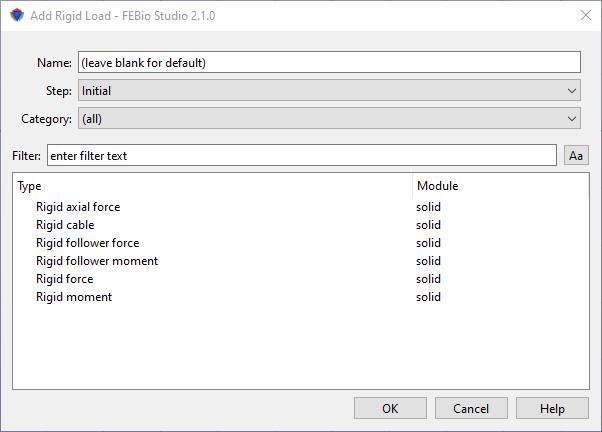 Add Rigid Load - FEBio Studio 2.1.0
Name: (leave blank for default)
Step: Initial
Category: (all)
Filter: enter filter text Aa
Type Module
Rigid axial force solid
Rigid cable solid
Rigid follower force solid
Rigid follower moment solid
Rigid force solid
Rigid moment solid
OK Cancel Help